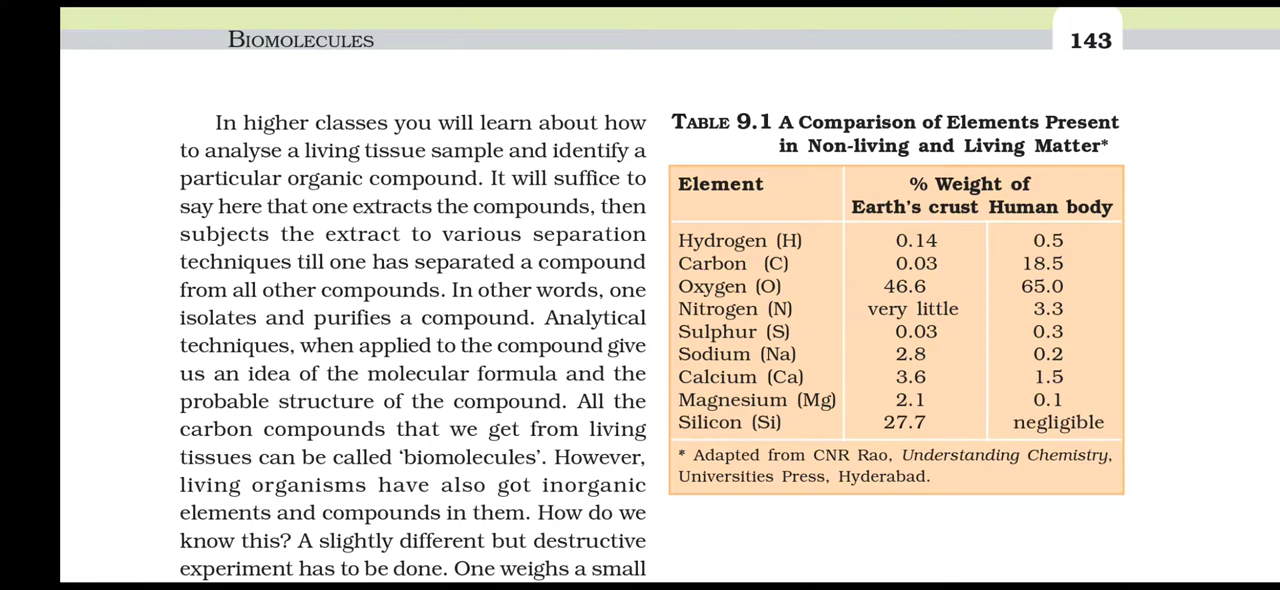 BIOMOLECULES
143
In higher classes you will learn about how
to analyse a living tissue sample and identify a
particular organic compound. It will suffice to
say here that one extracts the compounds, then
subjects the extract to various separation
techniques till one has separated a compound
from all other compounds. In other words, one
isolates and purifies a compound. Analytical
techniques, when applied to the compound give
us an idea of the molecular formula and the
probable structure of the compound. All the
carbon compounds that we get from living
tissues can be called ‘biomolecules’. However,
living organisms have also got inorganic
elements and compounds in them. How do we
know this? A slightly different but destructive
experiment has to be done. One weighs a small
TABLE 9.1 A Comparison of Elements Present
in Non-living and Living Matter*
Element % Weight of
Earth’s crust Human body
Hydrogen (H) 0.14 0.5
Carbon (C) 0.03 18.5
Oxygen (O) 46.6 65.0
Nitrogen (N) very little 3.3
Sulphur (S) 0.03 0.3
Sodium (Na) 2.8 0.2
Calcium (Ca) 3.6 1.5
Magnesium (Mg) 2.1 0.1
Silicon (Si) 27.7 negligible
* Adapted from CNR Rao, Understanding Chemistry,
Universities Press, Hyderabad.